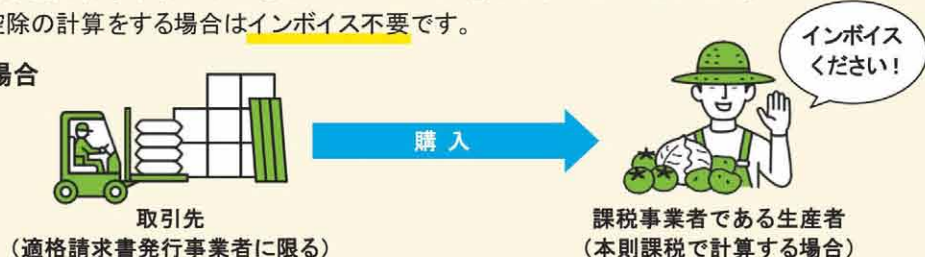 控除の計算をする場合はインボイス不要です。
場合
インボイス
ください!
購入
取引先
(適格請求書発行事業者に限る)
課税事業者である生産者
(本則課税で計算する場合)